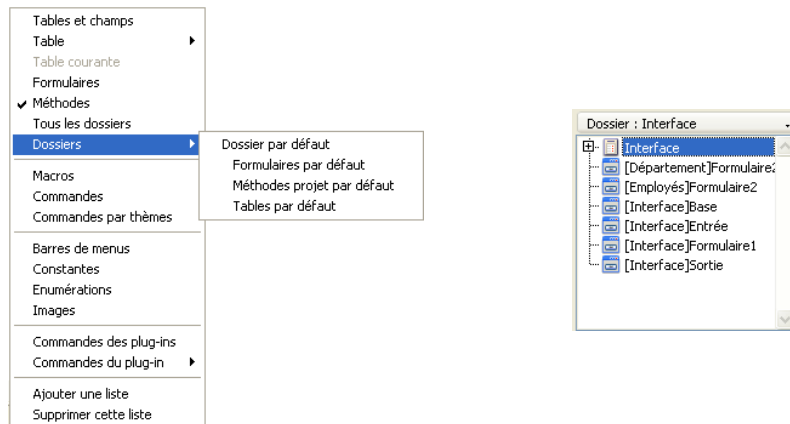 Tables et champs
Table
Table courante
Formulaires
Méthodes
Tous les dossiers
Dossiers
Macros
Commandes
Commandes par thèmes
Barres de menus
Constantes
Enumérations
Images
Commandes des plug-ins
Commandes du plug-in
Ajouter une liste
Supprimer cette liste
Dossier par défaut
Formulaires par défaut
Méthodes projet par défaut
Tables par défaut
Dossier : Interface
Interface
[Département]Formulaire2
[Employés]Formulaire2
[Interface]Base
[Interface]Entrée
[Interface]Formulaire1
[Interface]Sortie